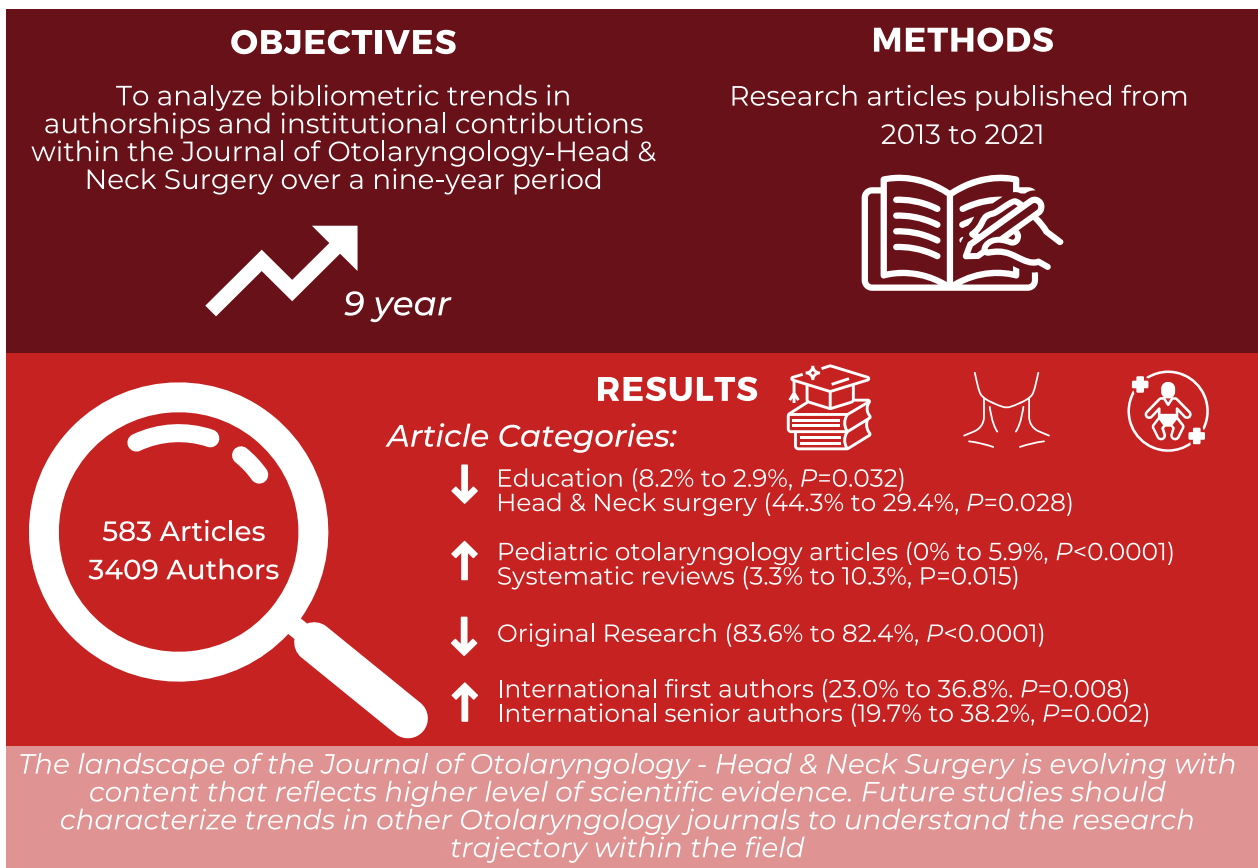 OBJECTIVES
To analyze bibliometric trends in
authorships and institutional contributions
within the Journal of Otolaryngology-Head &
Neck Surgery over a nine-year period
9 year
METHODS
Research articles published from
2013 to 2021
RESULTS
583 Articles
3409 Authors
Article Categories:
Education (8.2% to 2.9%, P=0.032)
Head & Neck surgery (44.3% to 29.4%, P=0.028)
Pediatric otolaryngology articles (0% to 5.9%, P<0.0001)
Systematic reviews (3.3% to 10.3%, P=0.015)
Original Research (83.6% to 82.4%, P<0.0001)
International first authors (23.0% to 36.8%. P=0.008)
International senior authors (19.7% to 38.2%, P=0.002)
The landscape of the Journal of Otolaryngology - Head & Neck Surgery is evolving with
content that reflects higher level of scientific evidence. Future studies should
characterize trends in other Otolaryngology journals to understand the research
trajectory within the field